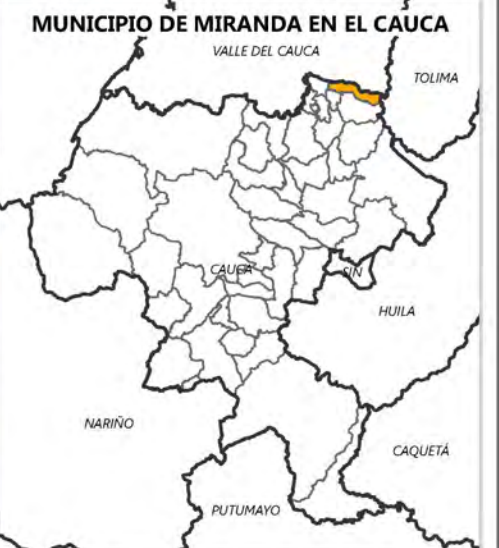 MUNICIPIO DE MIRANDA EN EL CAUCA
VALLE DEL CAUCA
TOLIMA
CAUCA
SIN
HUILA
NARIÑO
CAQUETÁ
PUTUMAYO